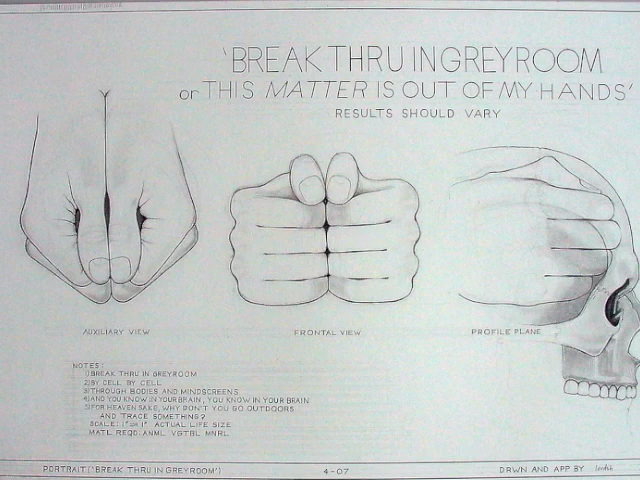 'BREAK THRU IN GREYROOM
or THIS MATTER IS OUT OF MY HANDS'
RESULTS SHOULD VARY
AUXILIARY VIEW
FRONTAL VIEW
PROFILE PLANE
NOTES:
1) BREAK THRU IN GREYROOM
2) BY CELL BY CELL
3) THROUGH BODIES AND MINDSCREENS
4) AND YOU KNOW IN YOUR BRAIN, YOU KNOW IN YOUR BRAIN
5) FOR HEAVEN SAKE, WHY DON'T YOU GO OUTDOORS
AND TRACE SOMETHING?
SCALE: 1" = 1" ACTUAL LIFE SIZE
MATL REQD: ANML VGTBL MNRL
PORTRAIT ('BREAK THRU IN GREYROOM')
4-07
DRWN AND APP BY